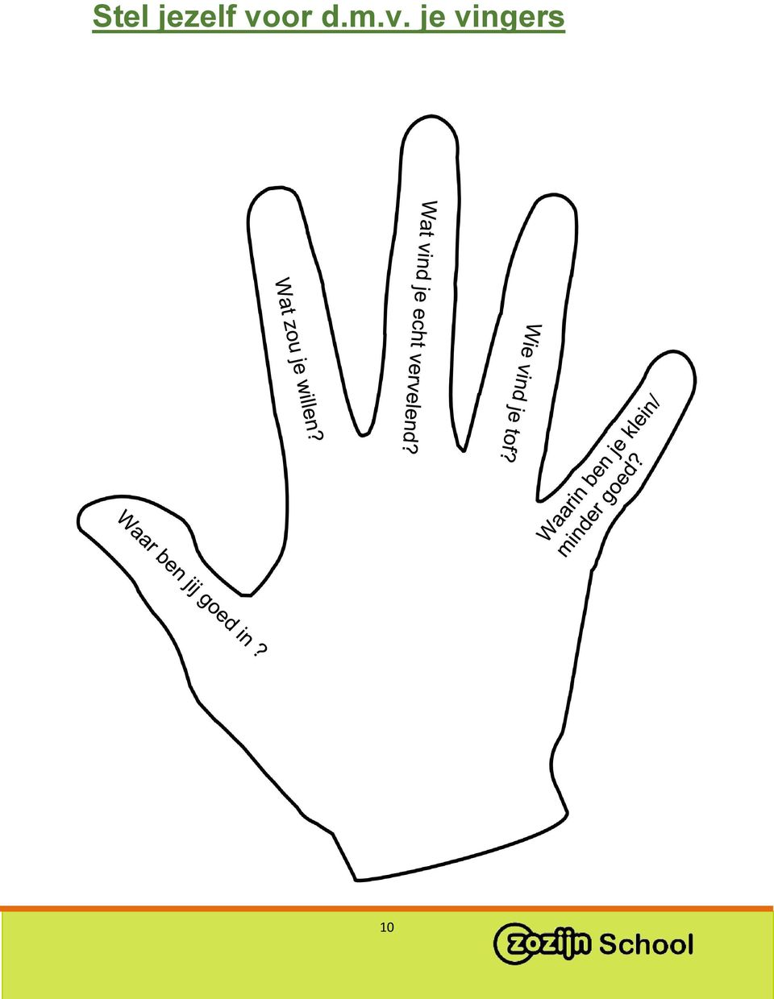 Stel jezelf voor d.m.v. je vingers
Wat vind je echt vervelend?
Wat zou je willen?
Wie vind je tof?
Waarin ben je klein/
minder goed?
Waar ben jij goed in ?
10
zozijn School